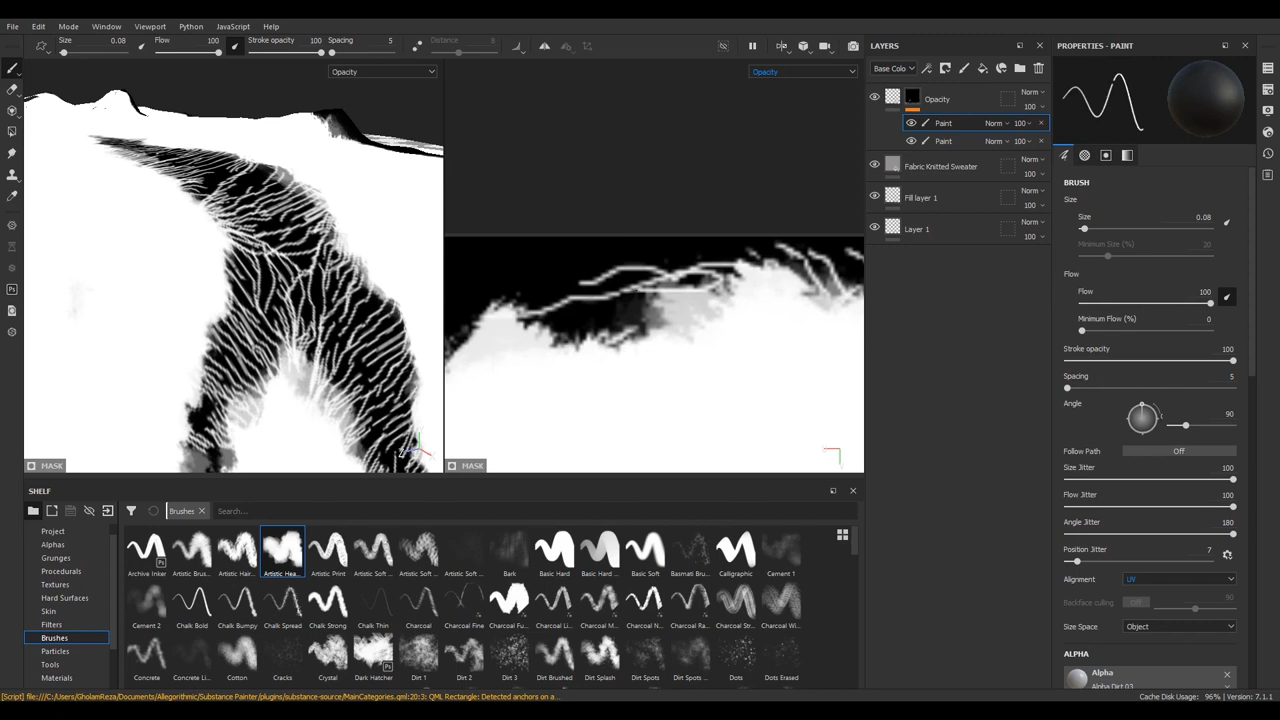 File Edit Mode Window Viewport Python JavaScript Help
Size 0.08 Flow 100 Stroke opacity 100 Spacing 5 Distance 8
Opacity
Opacity
MASK
MASK
LAYERS
Base Colo
Opacity Norm 100
Paint Norm 100
Paint Norm 100
Fabric Knitted Sweater Norm 100
Fill layer 1 Norm 100
Layer 1 Norm 100
PROPERTIES - PAINT
BRUSH
Size
Size 0.08
Minimum Size (%) 20
Flow
Flow 100
Minimum Flow (%) 0
Stroke opacity 100
Spacing 5
Angle 90
Follow Path Off
Size Jitter 100
Flow Jitter 100
Angle Jitter 180
Position Jitter 7
Alignment UV
Backface culling 90
Size Space Object
ALPHA
Alpha
Alpha Dirt 03
SHELF
Brushes Search...
Project
Alphas
Grunges
Procedurals
Textures
Hard Surfaces
Skin
Filters
Brushes
Particles
Tools
Materials
Archive Inker Artistic Brus... Artistic Hair... Artistic Hea... Artistic Print Artistic Soft ... Artistic Soft ... Artistic Soft ... Bark Basic Hard Basic Hard ... Basic Soft Basmati Bru... Calligraphic Cement 1
Cement 2 Chalk Bold Chalk Bumpy Chalk Spread Chalk Strong Chalk Thin Charcoal Charcoal Fine Charcoal Fu... Charcoal Li... Charcoal M... Charcoal N... Charcoal Ra... Charcoal Str... Charcoal Wi...
Concrete Concrete Li... Cotton Cracks Crystal Dark Hatcher Dirt 1 Dirt 2 Dirt 3 Dirt Brushed Dirt Splash Dirt Spots Dirt Spots ... Dots Dots Erased
[Script] file:///C:/Users/GholamReza/Documents/Allegorithmic/Substance Painter/plugins/substance-source/MainCategories.qml:20:3: QML Rectangle: Detected anchors on a...
Cache Disk Usage: 96% | Version: 7.1.1